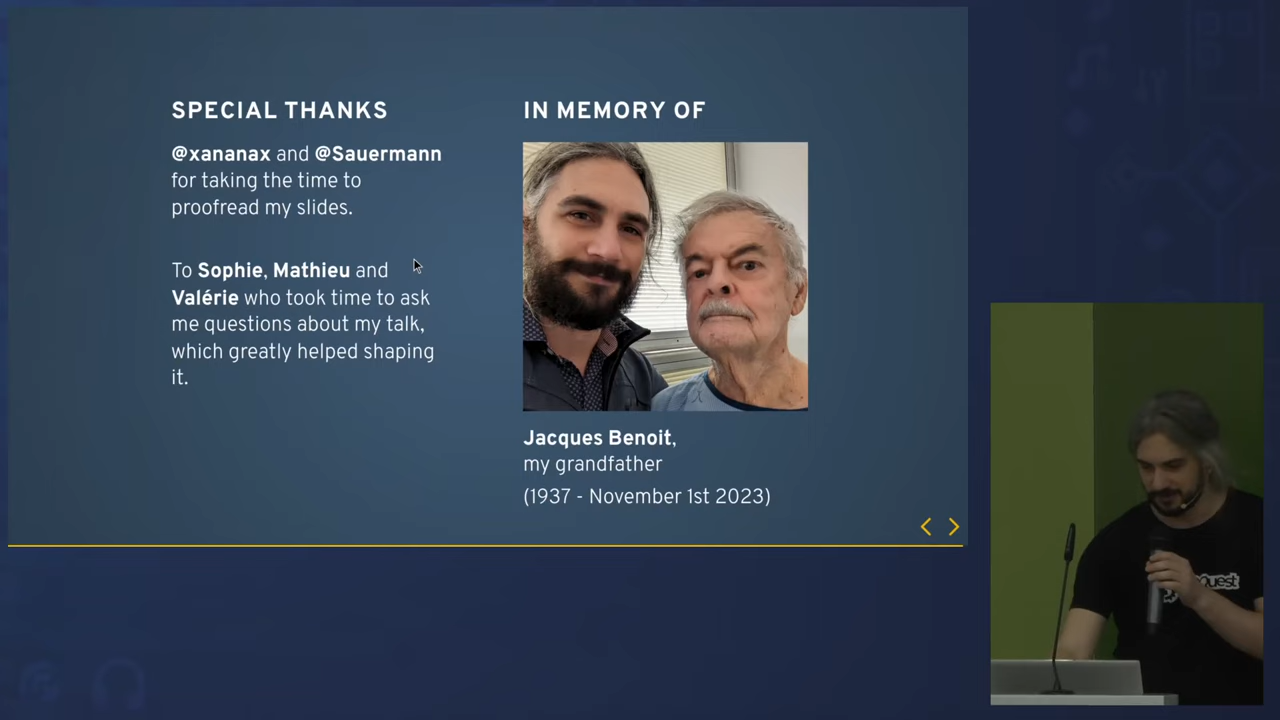 SPECIAL THANKS
@xananax and @Sauermann
for taking the time to
proofread my slides.
To Sophie, Mathieu and
Valérie who took time to ask
me questions about my talk,
which greatly helped shaping
it.
IN MEMORY OF
Jacques Benoit,
my grandfather
(1937 - November 1st 2023)